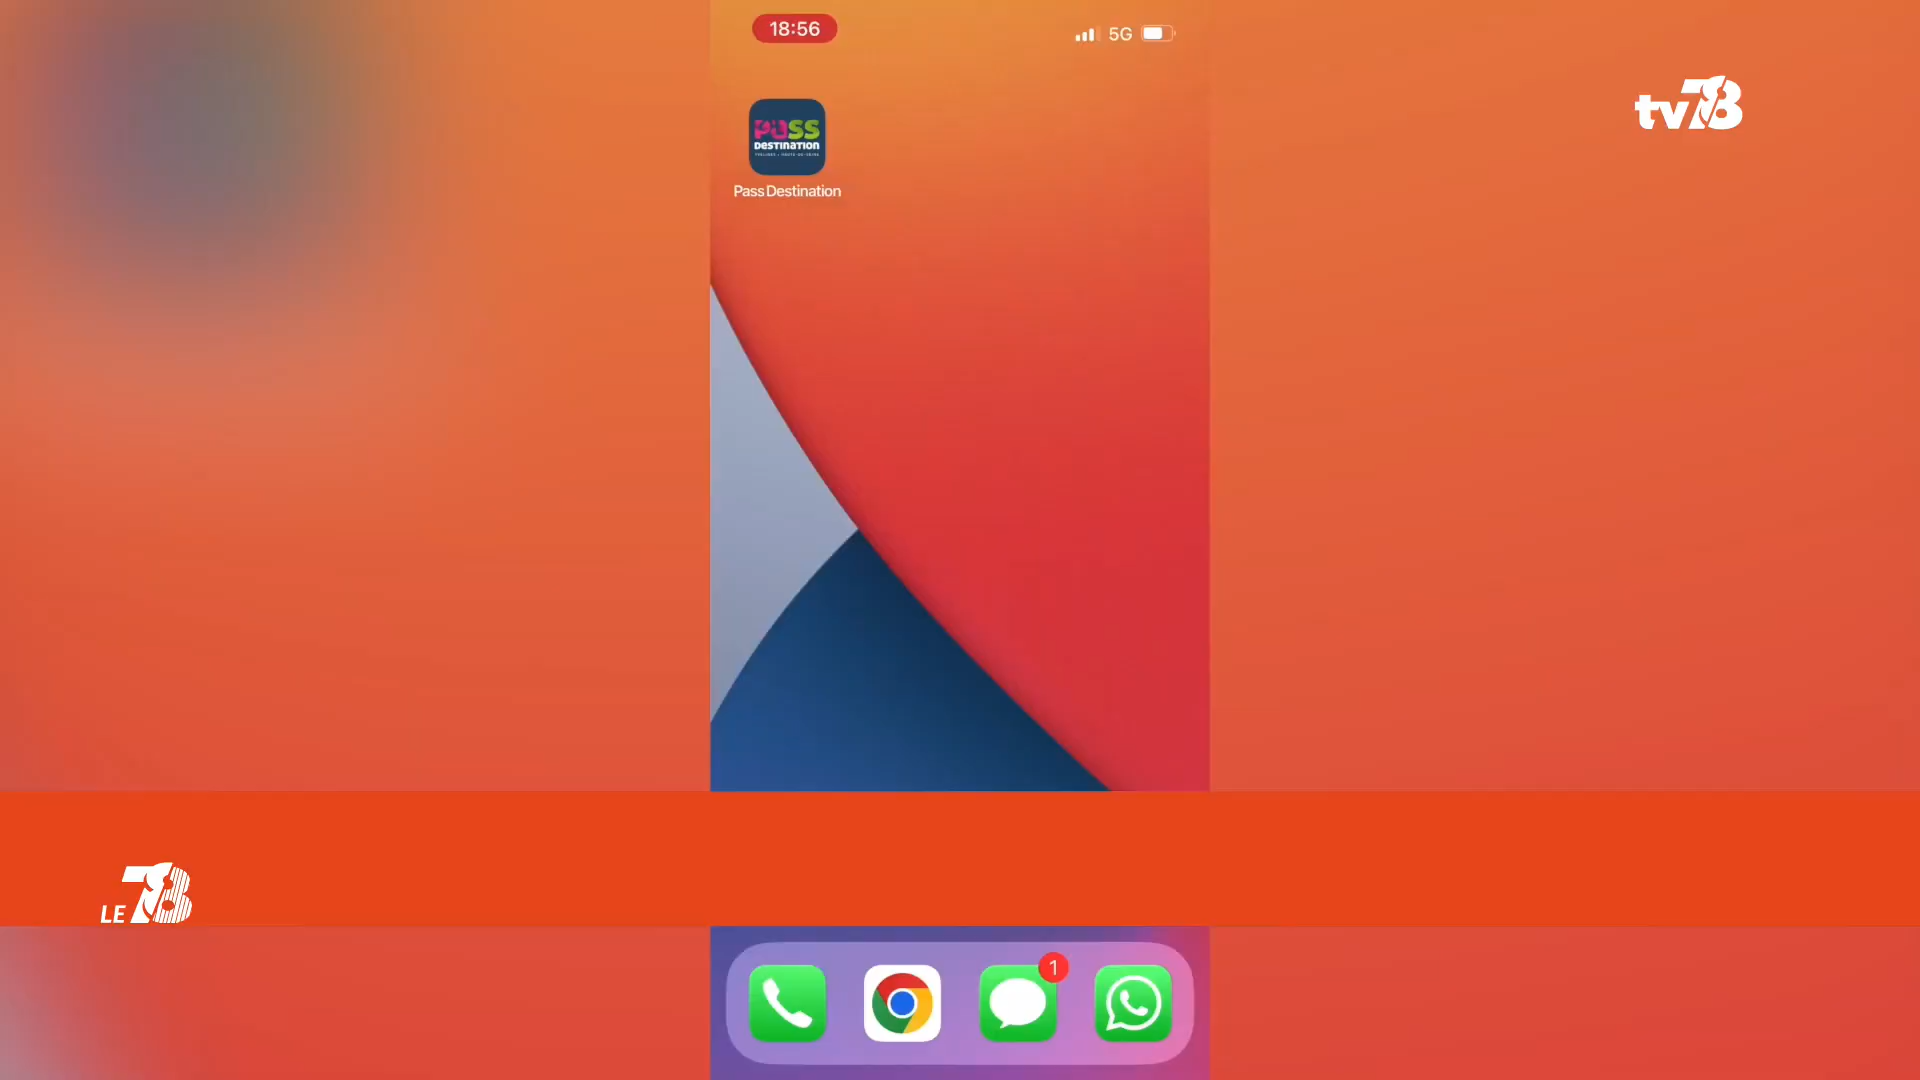 18:56
5G
tv78
PASS
DESTINATION
Pass Destination
LE 78
1